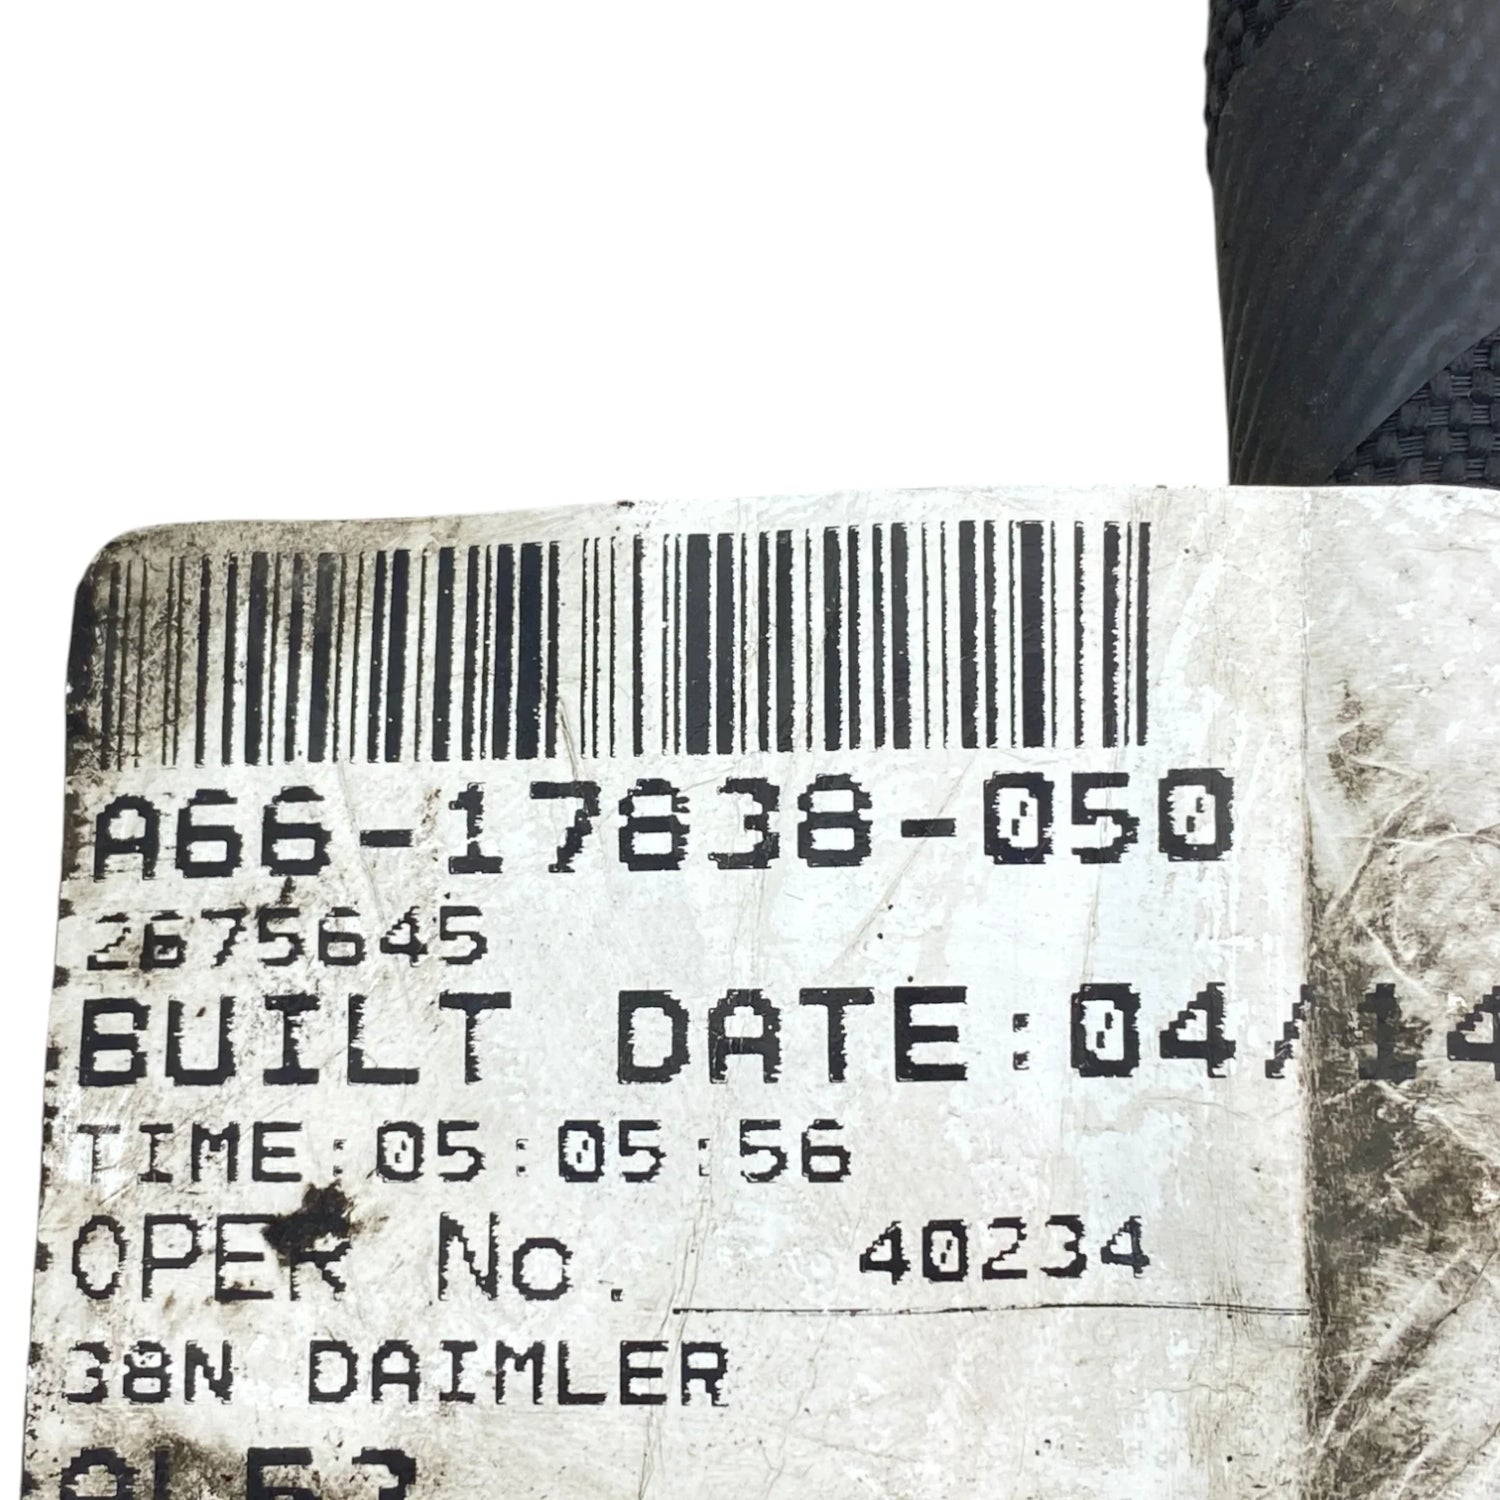 A66-17838-050
2675645
BUILT DATE:04/14
TIME:05:05:56
OPER No. 40234
38N DAIMLER